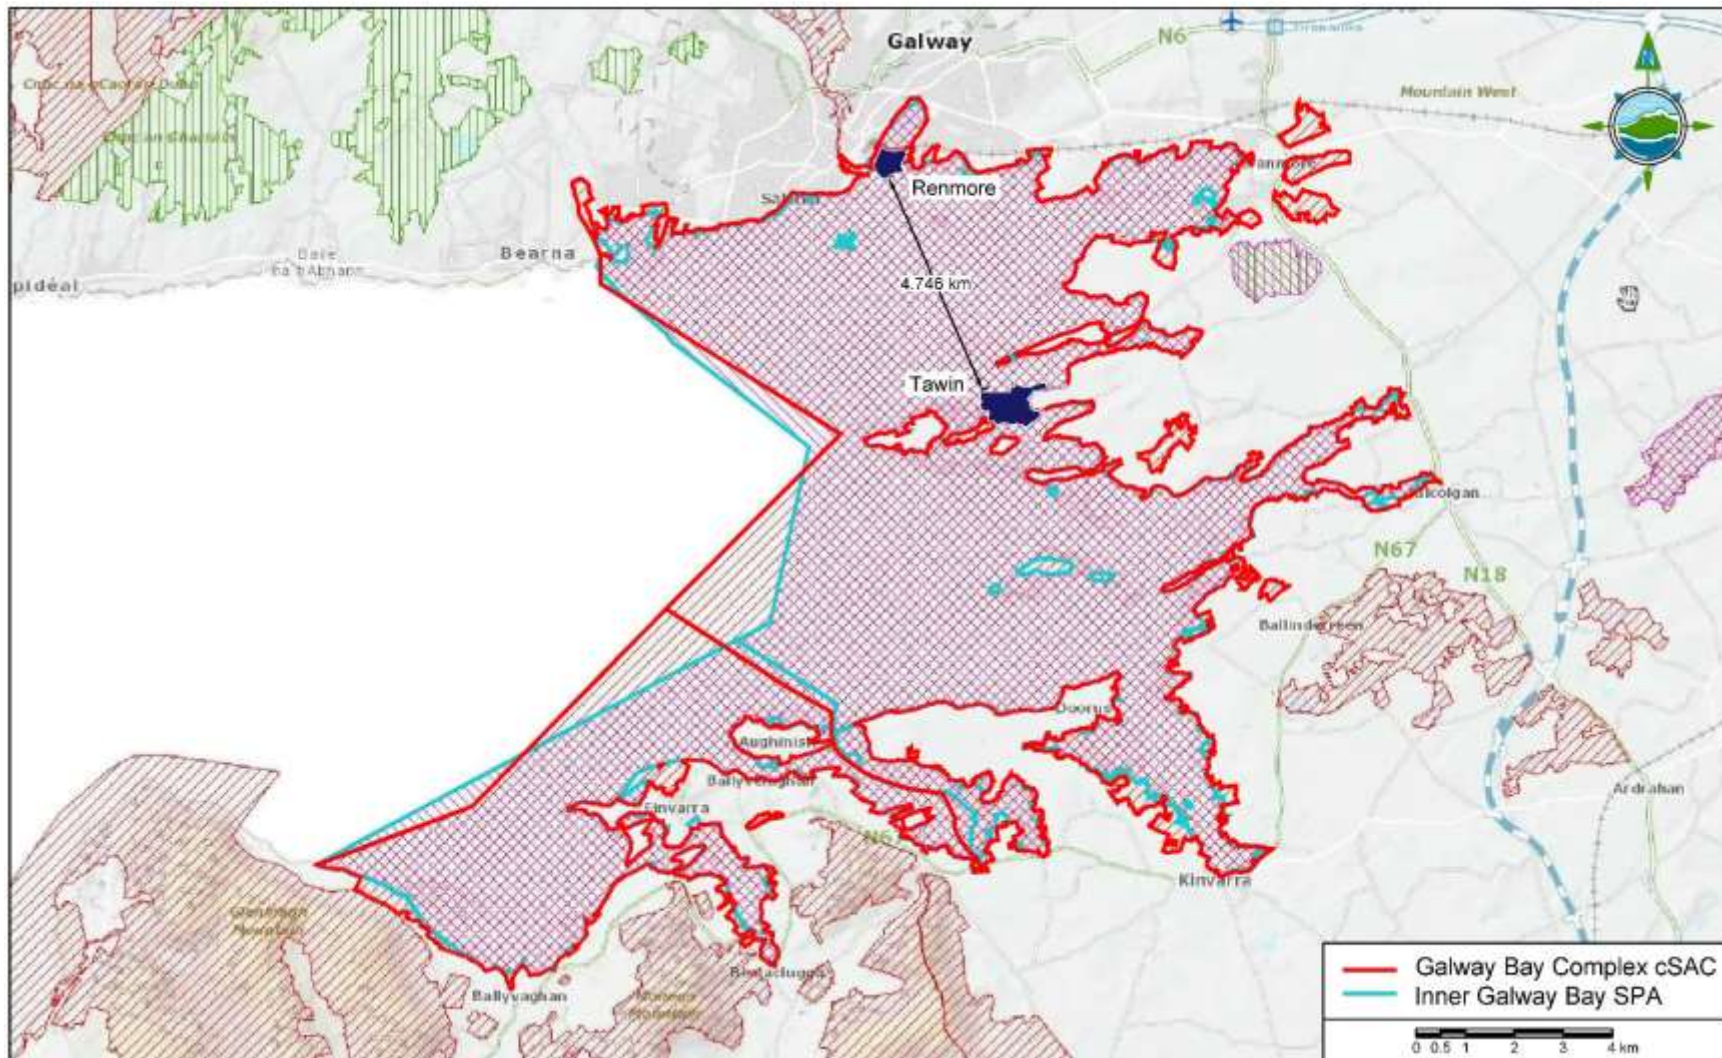 Galway
N6
N
Mountain West
Renmore
Bearna
pidéal
4.746 km
Tawin
N67
N18
Ballinderreen
Doorus
Aughinish
Finvarra
Ardrahan
Kinvarra
Ballyvaghan
Galway Bay Complex cSAC
Inner Galway Bay SPA
0 0.5 1 2 3 4 km